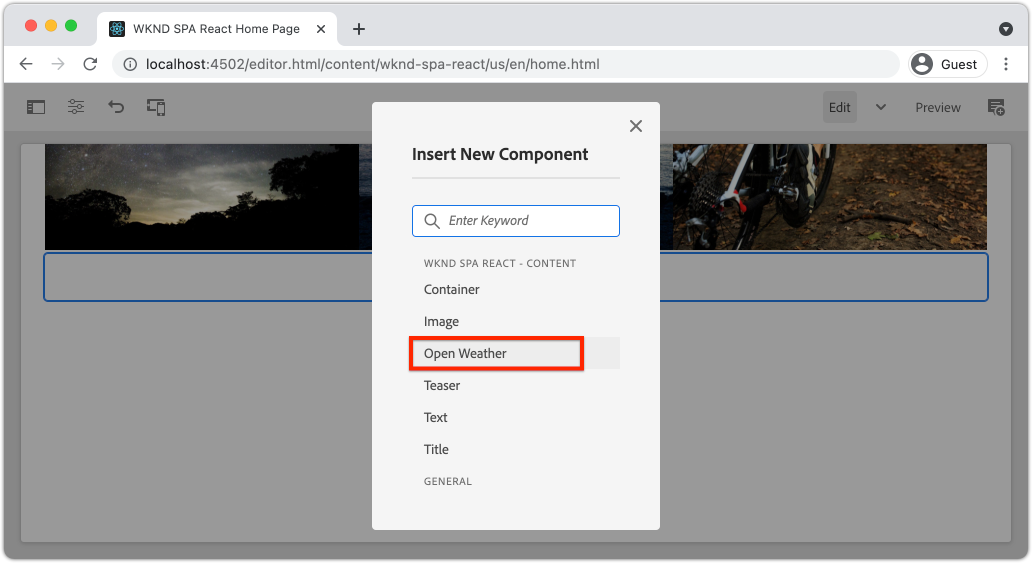 WKND SPA React Home Page
localhost:4502/editor.html/content/wknd-spa-react/us/en/home.html
Guest
Edit
Preview
Insert New Component
Enter Keyword
WKND SPA REACT - CONTENT
Container
Image
Open Weather
Teaser
Text
Title
GENERAL